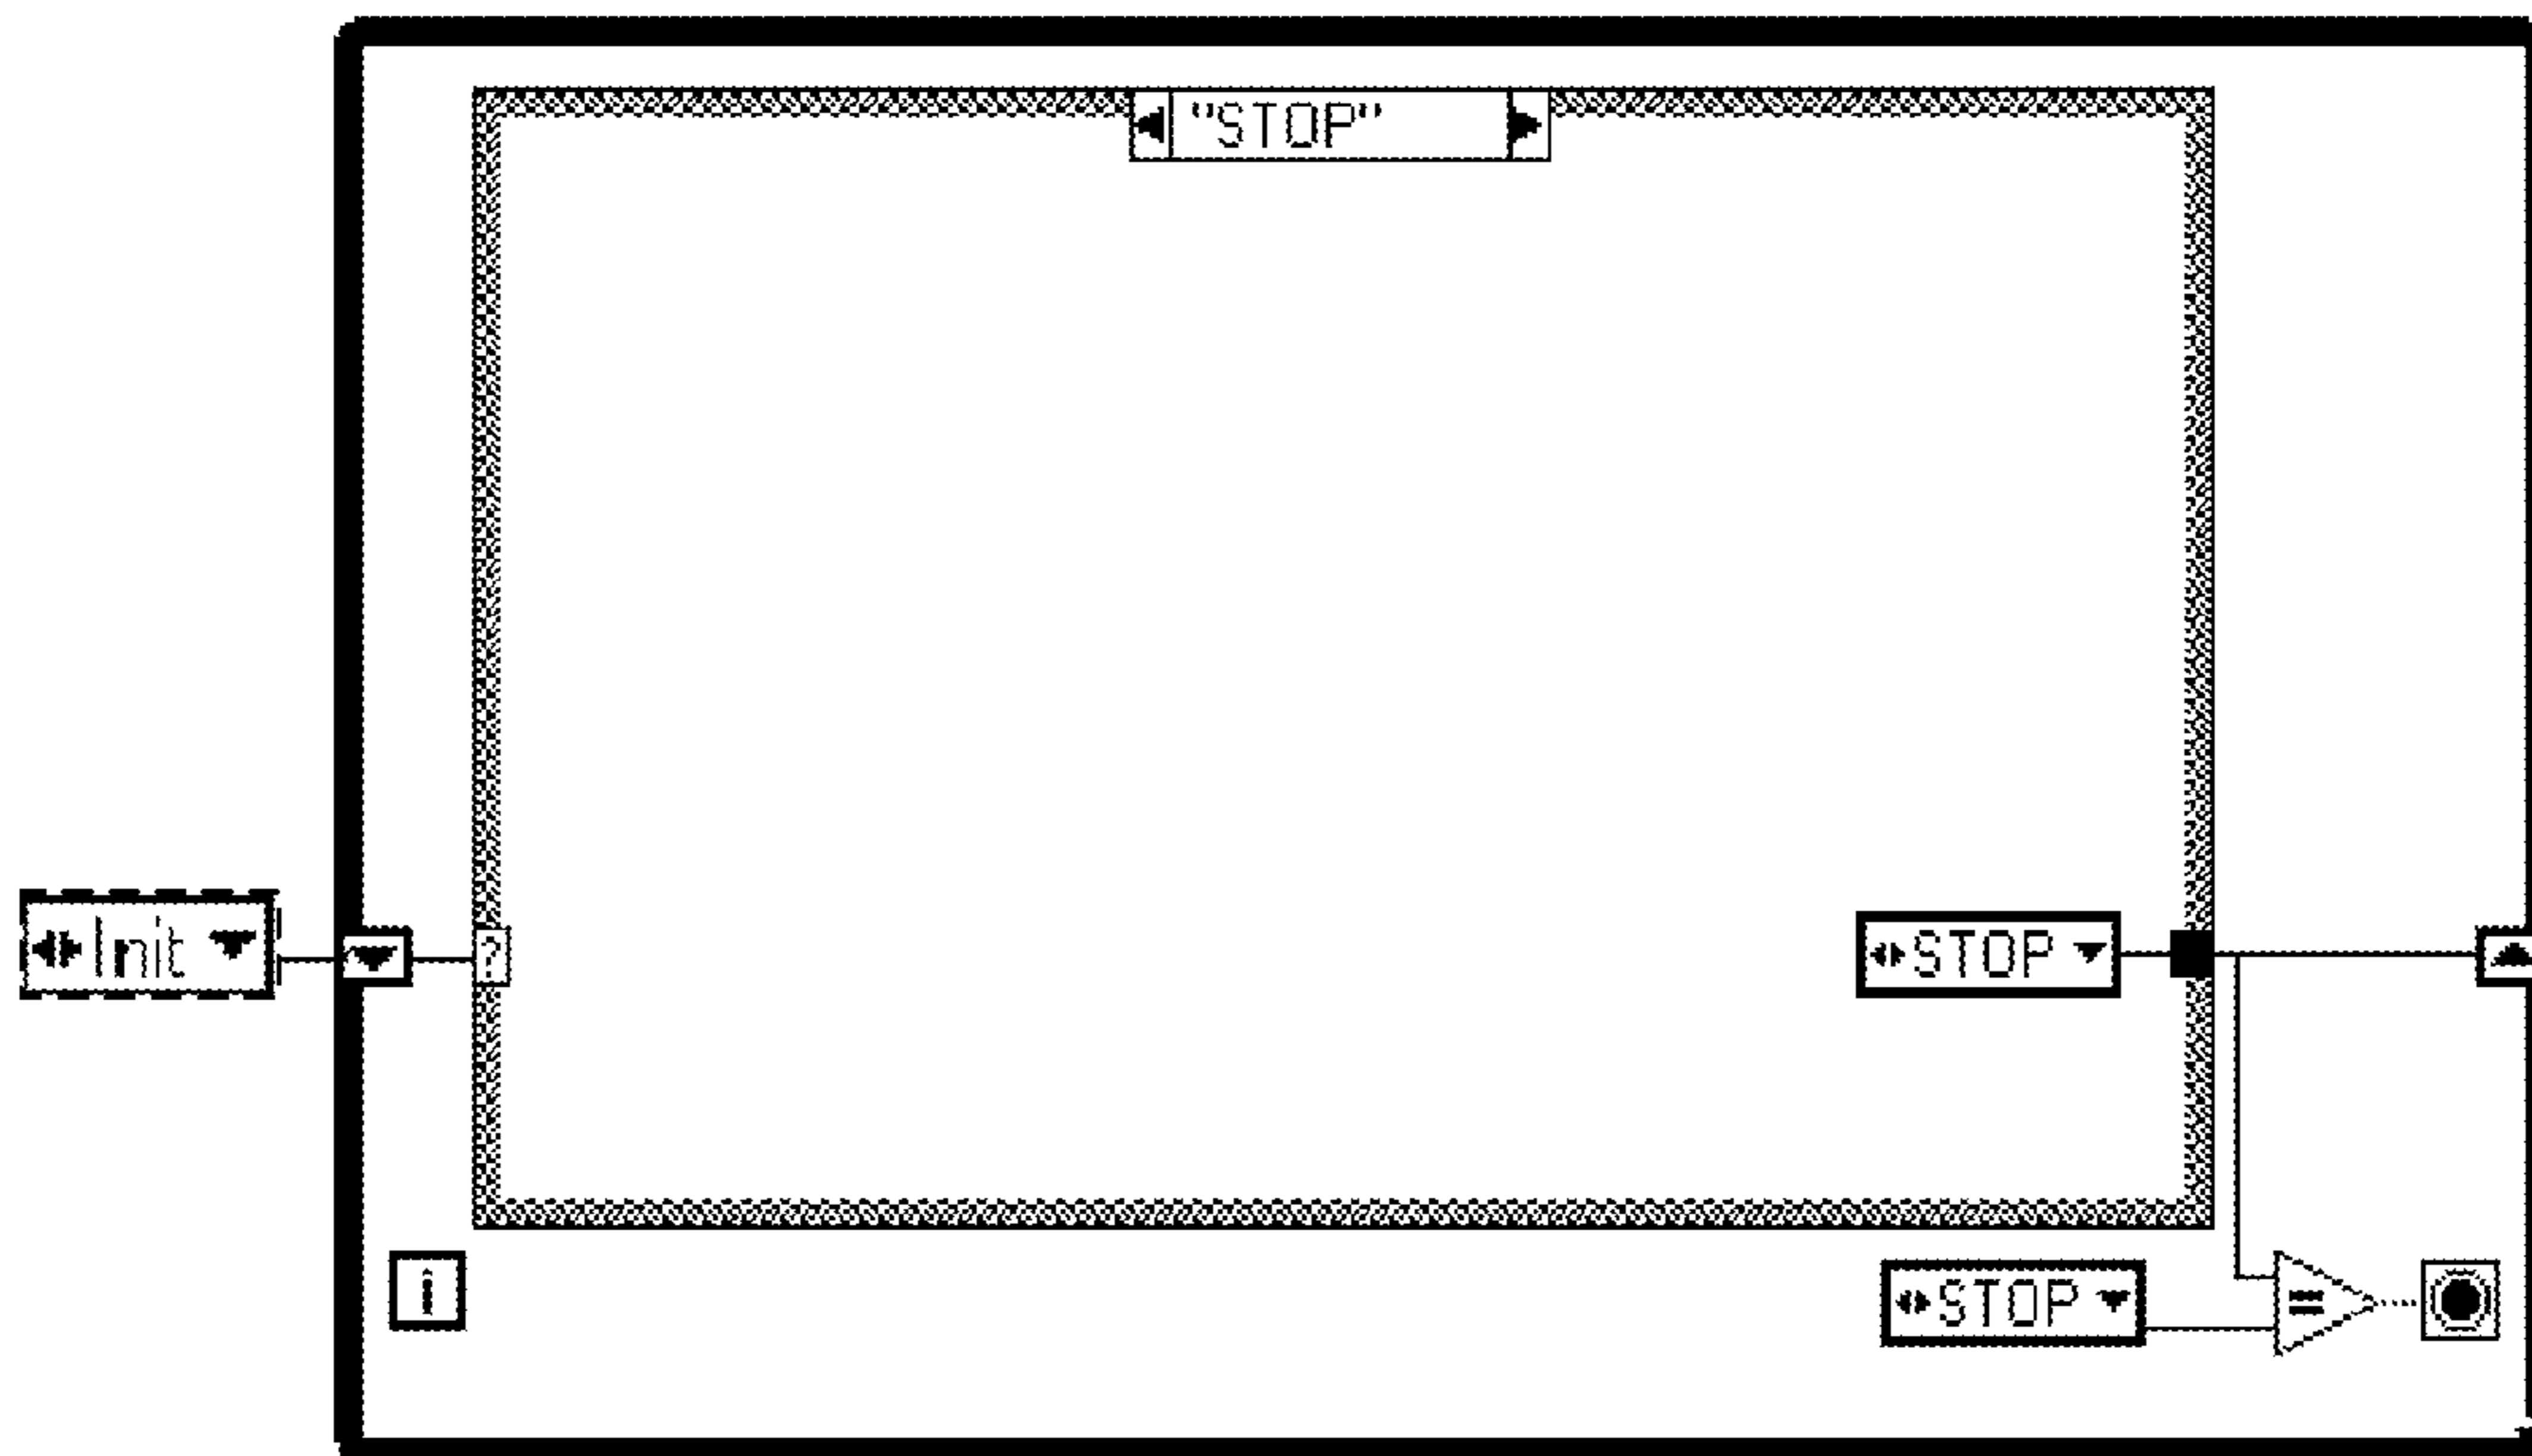 "STOP"
Init
?
STOP
i
STOP
=